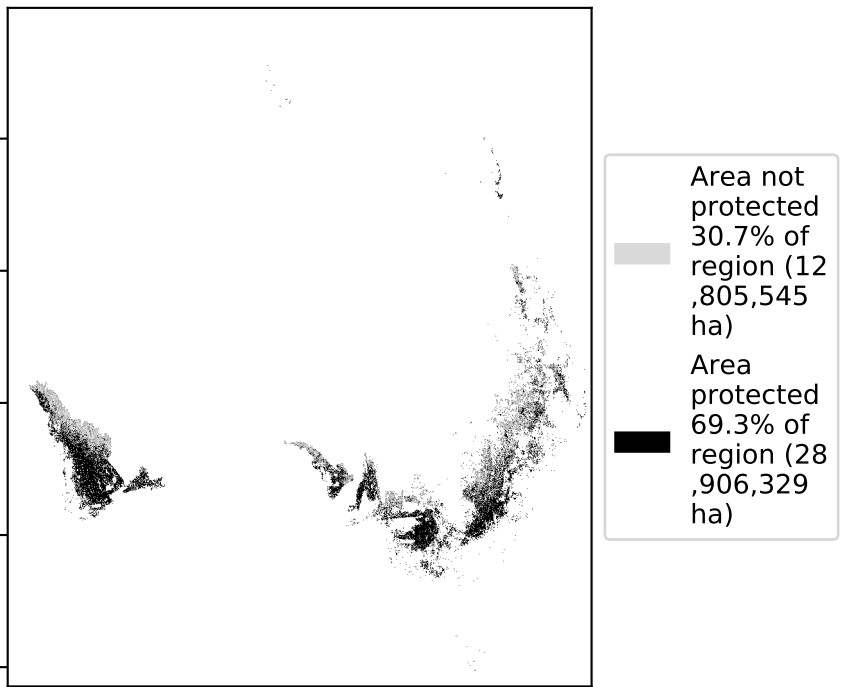 Area not
protected
30.7% of
region (12
,805,545
ha)
Area
protected
69.3% of
region (28
,906,329
ha)